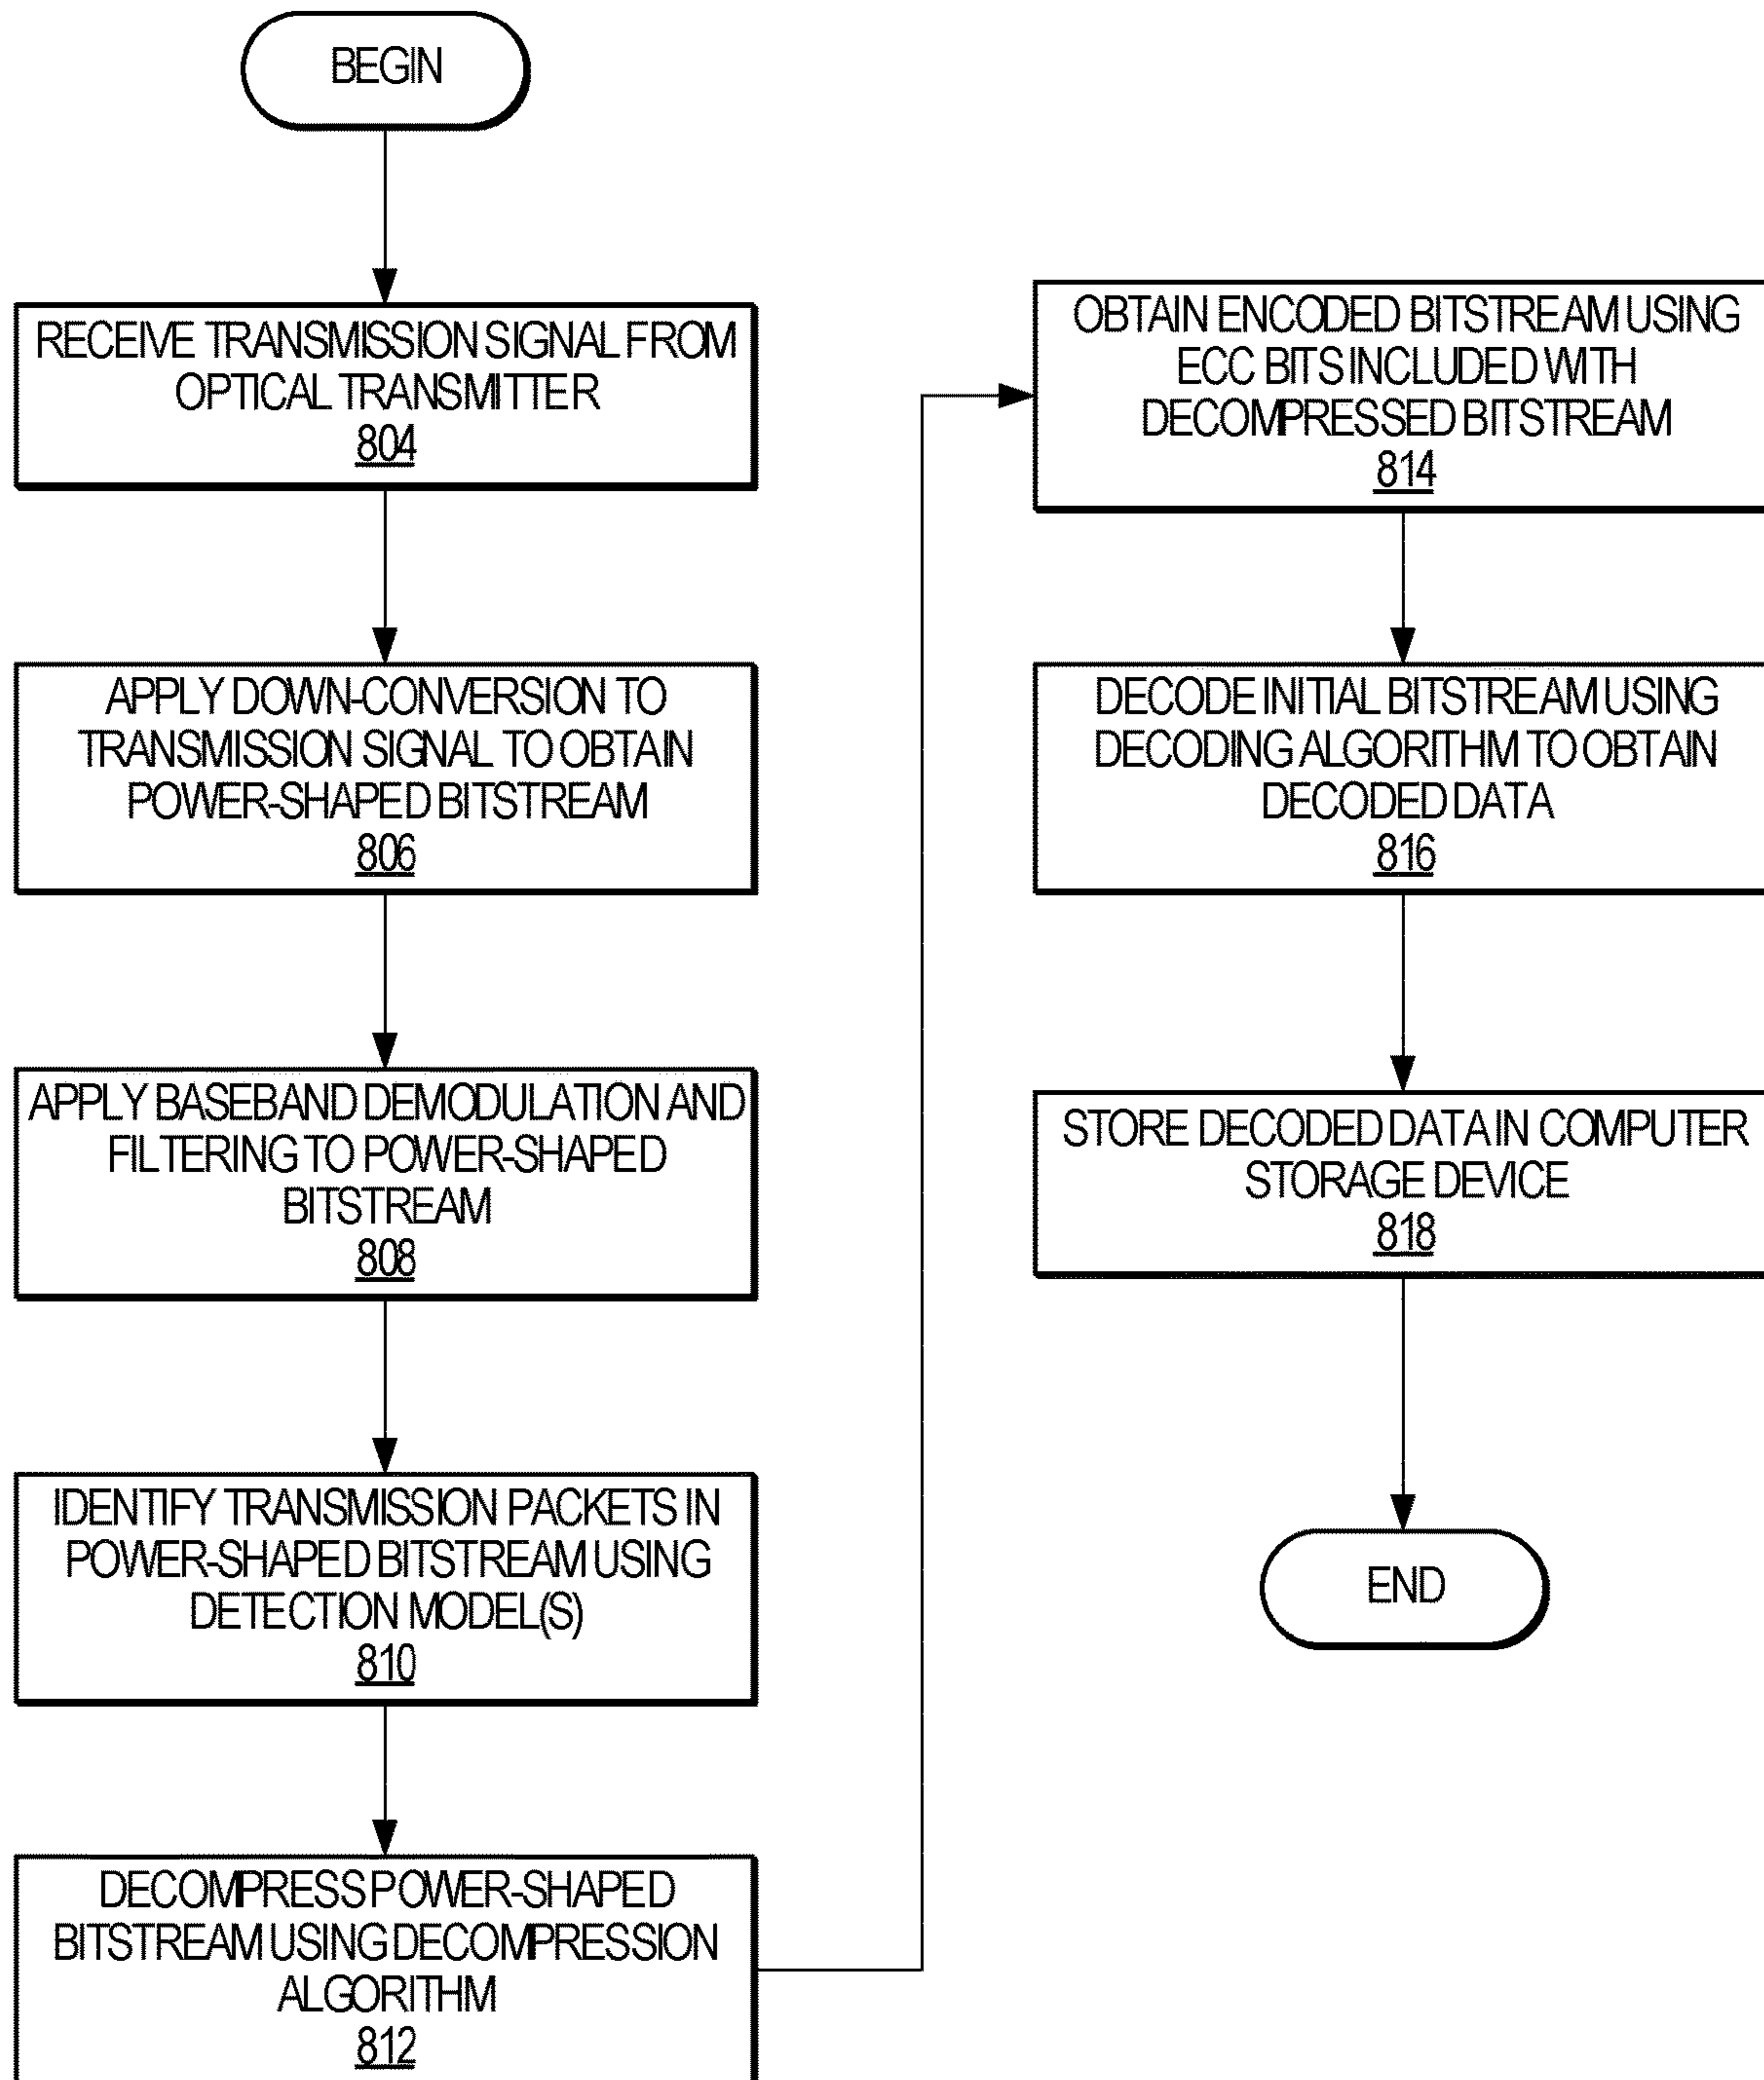 BEGIN
RECEIVE TRANSMISSION SIGNAL FROM
OPTICAL TRANSMITTER
804
APPLY DOWN-CONVERSION TO
TRANSMISSION SIGNAL TO OBTAIN
POWER-SHAPED BITSTREAM
806
APPLY BASEBAND DEMODULATION AND
FILTERING TO POWER-SHAPED
BITSTREAM
808
IDENTIFY TRANSMISSION PACKETS IN
POWER-SHAPED BITSTREAM USING
DETECTION MODEL(S)
810
DECOMPRESS POWER-SHAPED
BITSTREAM USING DECOMPRESSION
ALGORITHM
812
OBTAIN ENCODED BITSTREAM USING
ECC BITS INCLUDED WITH
DECOMPRESSED BITSTREAM
814
DECODE INITIAL BITSTREAM USING
DECODING ALGORITHM TO OBTAIN
DECODED DATA
816
STORE DECODED DATA IN COMPUTER
STORAGE DEVICE
818
END